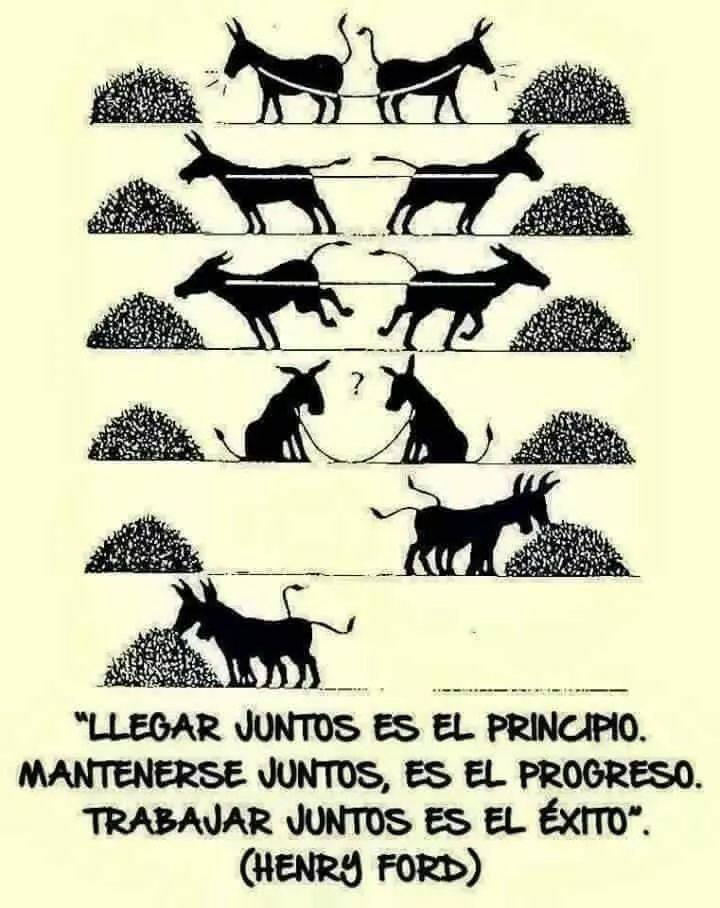 ?
"LLEGAR JUNTOS ES EL PRINCIPIO.
MANTENERSE JUNTOS, ES EL PROGRESO.
TRABAJAR JUNTOS ES EL ÉXITO".
(HENRY FORD)